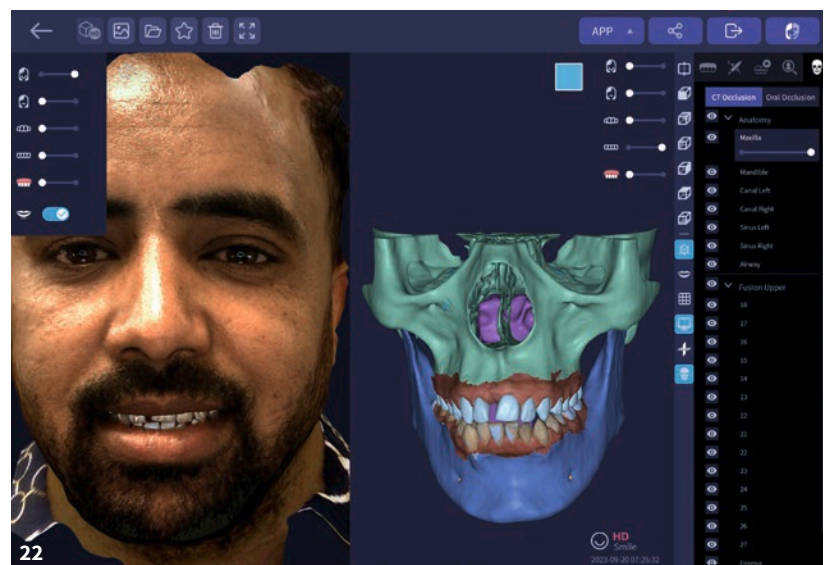 APP
CT Occlusion Oral Occlusion
Anatomy
Maxilla
Mandible
Canal Left
Canal Right
Sinus Left
Sinus Right
Airway
Fusion Upper
18
17
16
15
14
13
12
21
22
23
24
25
26
27
HD
Smile
2023-09-20 07:25:32
22